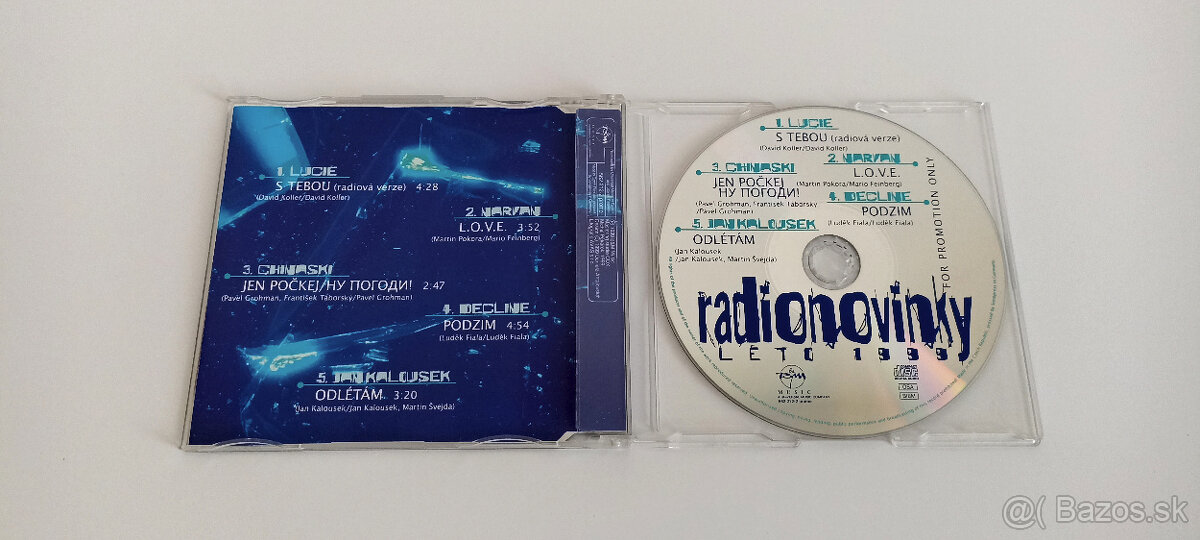 1. LUCIE
S TEBOU (radiová verze) 4:28
(David Koller/David Koller)
2. NARVAN
L.O.V.E. 3:52
(Martin Pokora/Mario Feinberg)
3. CHINASKI
JEN POČKEJ/НУ ПОГОДИ! 2:47
(Pavel Grohman, František Táborský/Pavel Grohman)
4. DECLINE
PODZIM 4:54
(Luděk Fiala/Luděk Fiala)
5. JAN KALOUSEK
ODLÉTÁM 3:20
(Jan Kalousek/Jan Kalousek, Martin Švejda)
1. LUCIE
S TEBOU (radiová verze)
(David Koller/David Koller)
2. NARVAN
L.O.V.E.
(Martin Pokora/Mario Feinberg)
3. CHINASKI
JEN POČKEJ
НУ ПОГОДИ!
(Pavel Grohman, František Táborský
/Pavel Grohman)
4. DECLINE
PODZIM
(Luděk Fiala/Luděk Fiala)
5. JAN KALOUSEK
ODLÉTÁM
(Jan Kalousek
/Jan Kalousek, Martin Švejda)
FOR PROMOTION ONLY
radionovinky
LÉTO 1999
MUSIC
OSA
BIEM
@( Bazos.sk